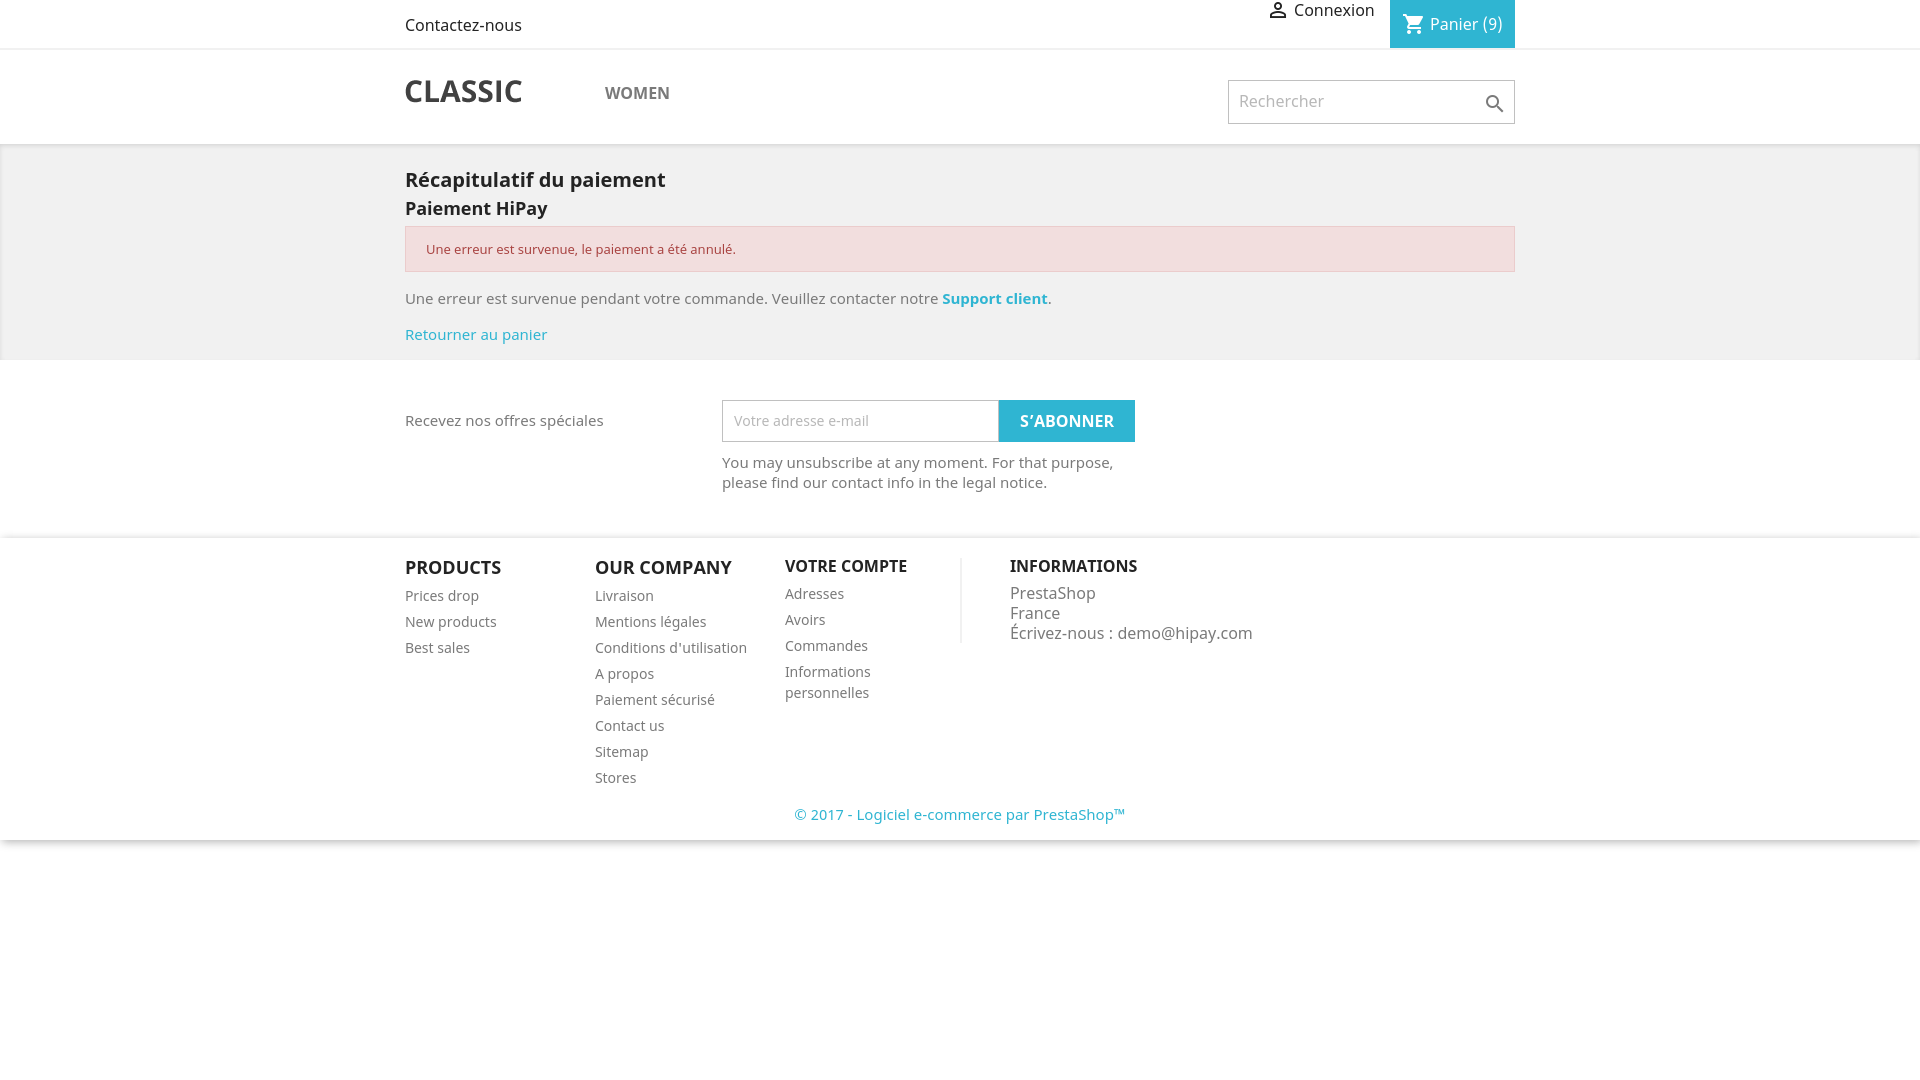 Contactez-nous
Connexion
Panier (9)
CLASSIC
WOMEN
Rechercher
Récapitulatif du paiement
Paiement HiPay
Une erreur est survenue, le paiement a été annulé.
Une erreur est survenue pendant votre commande. Veuillez contacter notre Support client.
Retourner au panier
Recevez nos offres spéciales
Votre adresse e-mail
S’ABONNER
You may unsubscribe at any moment. For that purpose,
please find our contact info in the legal notice.
PRODUCTS
Prices drop
New products
Best sales
OUR COMPANY
Livraison
Mentions légales
Conditions d'utilisation
A propos
Paiement sécurisé
Contact us
Sitemap
Stores
VOTRE COMPTE
Adresses
Avoirs
Commandes
Informations
personnelles
INFORMATIONS
PrestaShop
France
Écrivez-nous : demo@hipay.com
© 2017 - Logiciel e-commerce par PrestaShop™